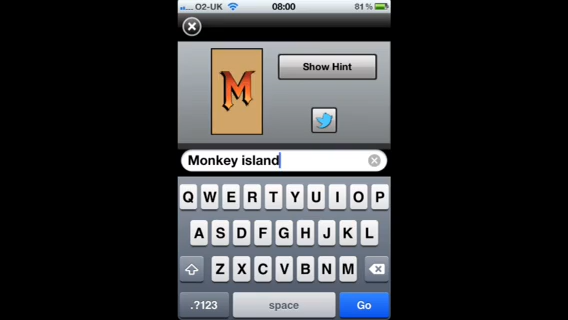 O2-UK 08:00 81 %
Show Hint
M
Monkey island
Q W E R T Y U I O P
A S D F G H J K L
Z X C V B N M
.?123 space Go